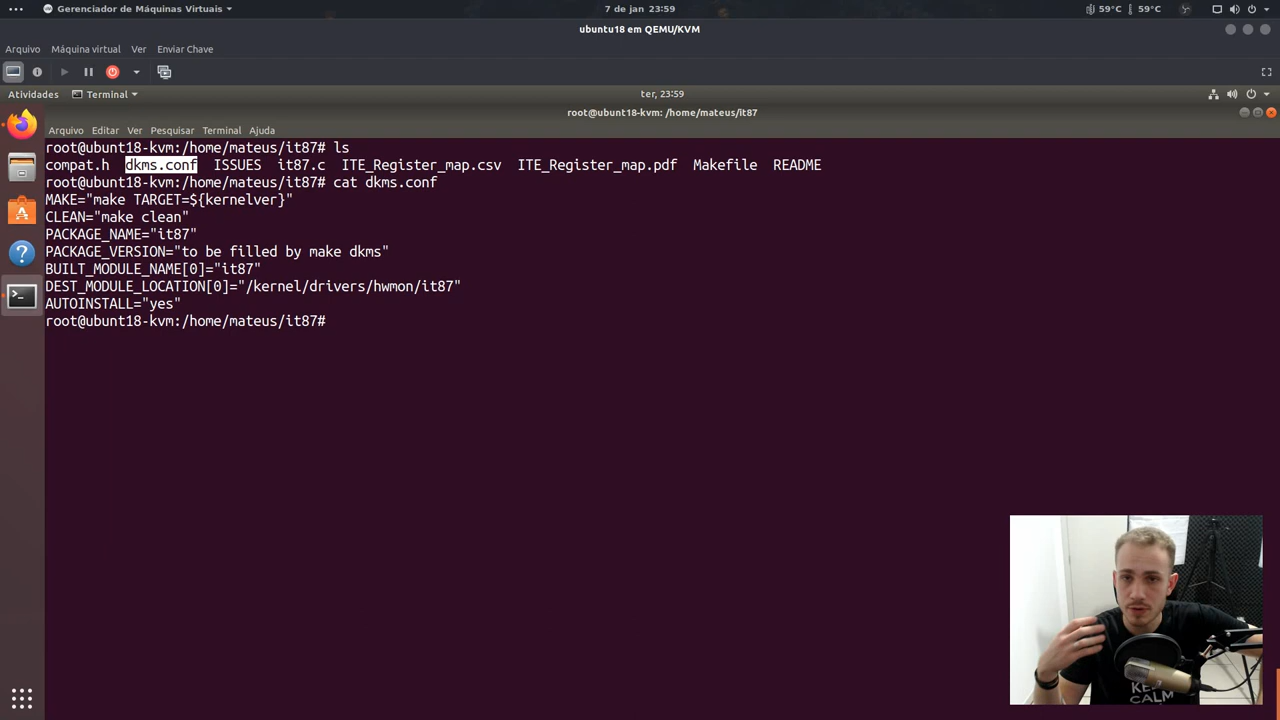 Gerenciador de Máquinas Virtuais
7 de jan 23:59
59°C 59°C
ubuntu18 em QEMU/KVM
Arquivo Máquina virtual Ver Enviar Chave
Atividades Terminal ter, 23:59
root@ubunt18-kvm: /home/mateus/it87
Arquivo Editar Ver Pesquisar Terminal Ajuda
root@ubunt18-kvm:/home/mateus/it87# ls
compat.h dkms.conf ISSUES it87.c ITE_Register_map.csv ITE_Register_map.pdf Makefile README
root@ubunt18-kvm:/home/mateus/it87# cat dkms.conf
MAKE="make TARGET=${kernelver}"
CLEAN="make clean"
PACKAGE_NAME="it87"
PACKAGE_VERSION="to be filled by make dkms"
BUILT_MODULE_NAME[0]="it87"
DEST_MODULE_LOCATION[0]="/kernel/drivers/hwmon/it87"
AUTOINSTALL="yes"
root@ubunt18-kvm:/home/mateus/it87#
CALM